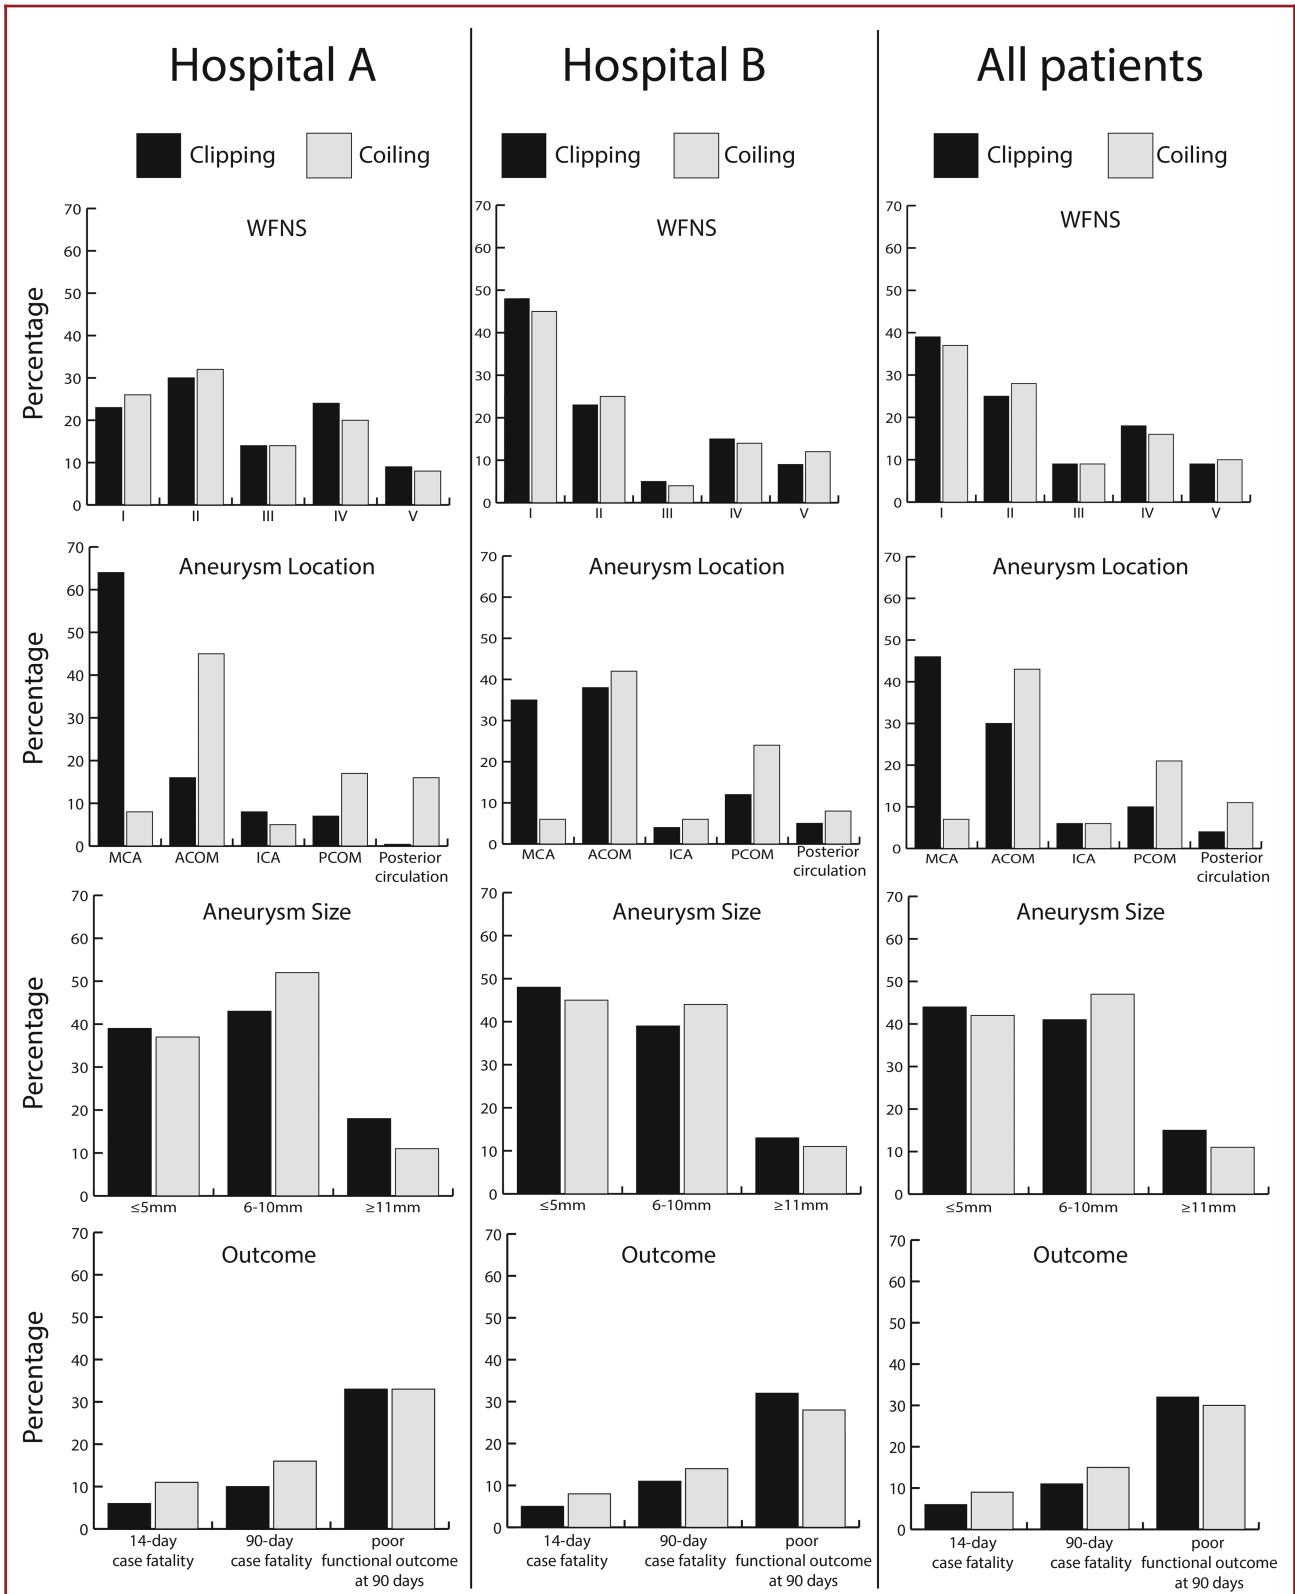 Hospital A
Hospital B
All patients
Clipping Coiling
Clipping Coiling
Clipping Coiling
WFNS
Percentage
70
60
50
40
30
20
10
0
I II III IV V
WFNS
70
60
50
40
30
20
10
0
I II III IV V
WFNS
70
60
50
40
30
20
10
0
I II III IV V
Aneurysm Location
Percentage
70
60
50
40
30
20
10
0
MCA ACOM ICA PCOM Posterior
circulation
Aneurysm Location
70
60
50
40
30
20
10
0
MCA ACOM ICA PCOM Posterior
circulation
Aneurysm Location
70
60
50
40
30
20
10
0
MCA ACOM ICA PCOM Posterior
circulation
Aneurysm Size
Percentage
70
60
50
40
30
20
10
0
≤5mm 6-10mm ≥11mm
Aneurysm Size
70
60
50
40
30
20
10
0
≤5mm 6-10mm ≥11mm
Aneurysm Size
70
60
50
40
30
20
10
0
≤5mm 6-10mm ≥11mm
Outcome
Percentage
70
60
50
40
30
20
10
0
14-day 90-day poor
case fatality case fatality functional outcome
at 90 days
Outcome
70
60
50
40
30
20
10
0
14-day 90-day poor
case fatality case fatality functional outcome
at 90 days
Outcome
70
60
50
40
30
20
10
0
14-day 90-day poor
case fatality case fatality functional outcome
at 90 days